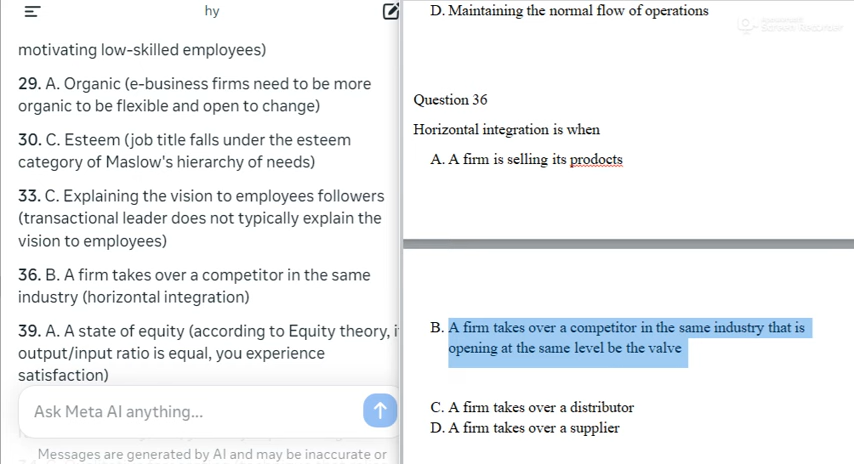 hy
motivating low-skilled employees)
29. A. Organic (e-business firms need to be more
organic to be flexible and open to change)
30. C. Esteem (job title falls under the esteem
category of Maslow's hierarchy of needs)
33. C. Explaining the vision to employees followers
(transactional leader does not typically explain the
vision to employees)
36. B. A firm takes over a competitor in the same
industry (horizontal integration)
39. A. A state of equity (according to Equity theory, i
output/input ratio is equal, you experience
satisfaction)
Ask Meta AI anything...
Messages are generated by AI and may be inaccurate or
D. Maintaining the normal flow of operations
Screen Recorder
Question 36
Horizontal integration is when
A. A firm is selling its prodocts
B. A firm takes over a competitor in the same industry that is
opening at the same level be the valve
C. A firm takes over a distributor
D. A firm takes over a supplier